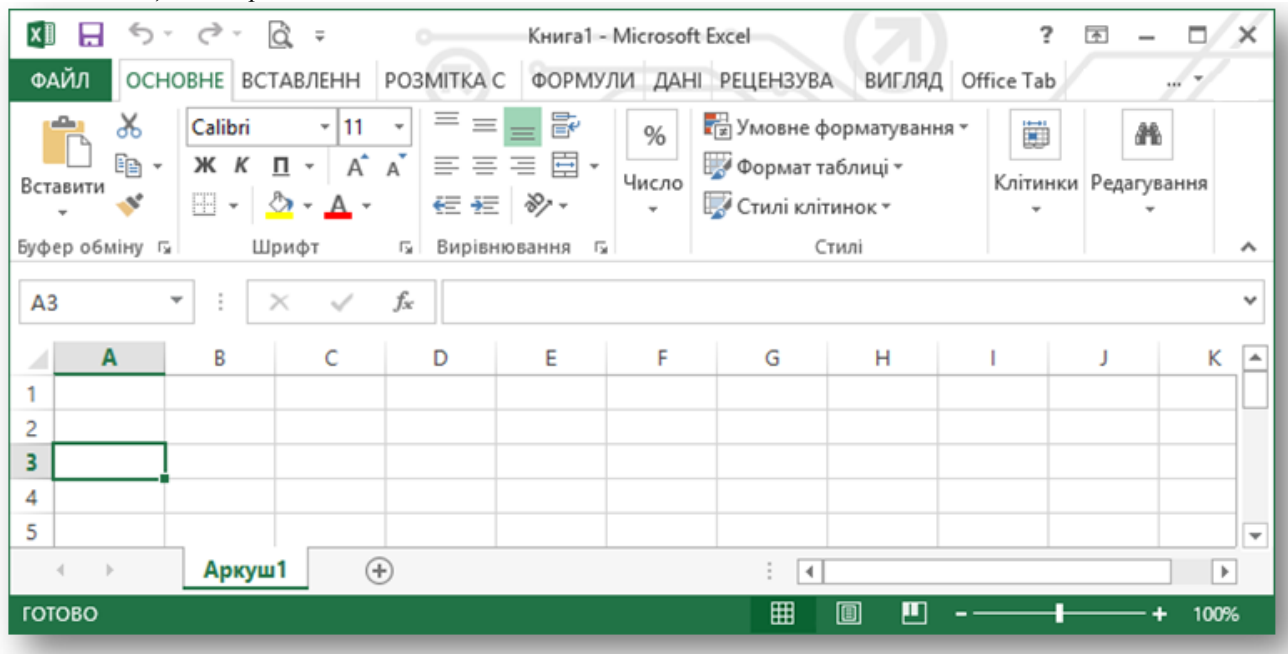 Книга1 - Microsoft Excel
ФАЙЛ ОСНОВНЕ ВСТАВЛЕНН РОЗМІТКА С ФОРМУЛИ ДАНІ РЕЦЕНЗУВА ВИГЛЯД Office Tab ...
Вставити
Буфер обміну
Calibri 11
Ж К П А А
А
Шрифт
Вирівнювання
%
Число
Умовне форматування
Формат таблиці
Стилі клітинок
Стилі
Клітинки
Редагування
A3
fx
A B C D E F G H I J K
1
2
3
4
5
Аркуш1
ГОТОВО
100%